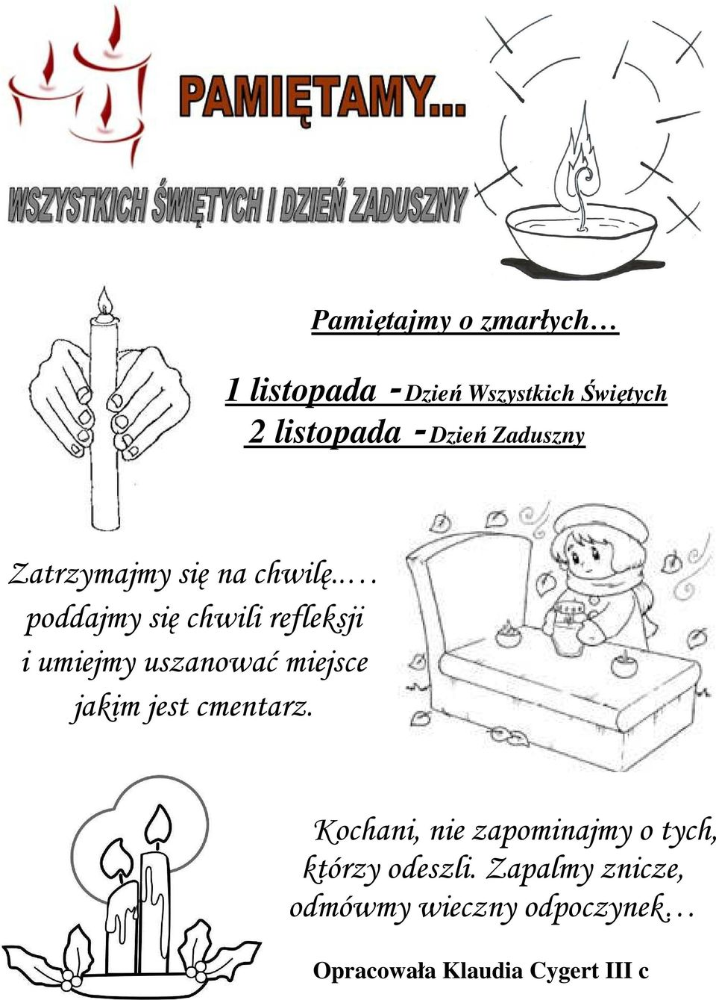 PAMIĘTAMY...
WSZYSTKICH ŚWIĘTYCH I DZIEŃ ZADUSZNY
Pamiętajmy o zmarłych…
1 listopada - Dzień Wszystkich Świętych
2 listopada - Dzień Zaduszny
Zatrzymajmy się na chwilę..…
poddajmy się chwili refleksji
i umiejmy uszanować miejsce
jakim jest cmentarz.
Kochani, nie zapominajmy o tych,
którzy odeszli. Zapalmy znicze,
odmówmy wieczny odpoczynek…
Opracowała Klaudia Cygert III c